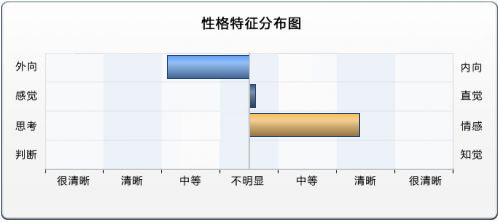 性格特征分布图
外向 内向
感觉 直觉
思考 情感
判断 知觉
很清晰 清晰 中等 不明显 中等 清晰 很清晰